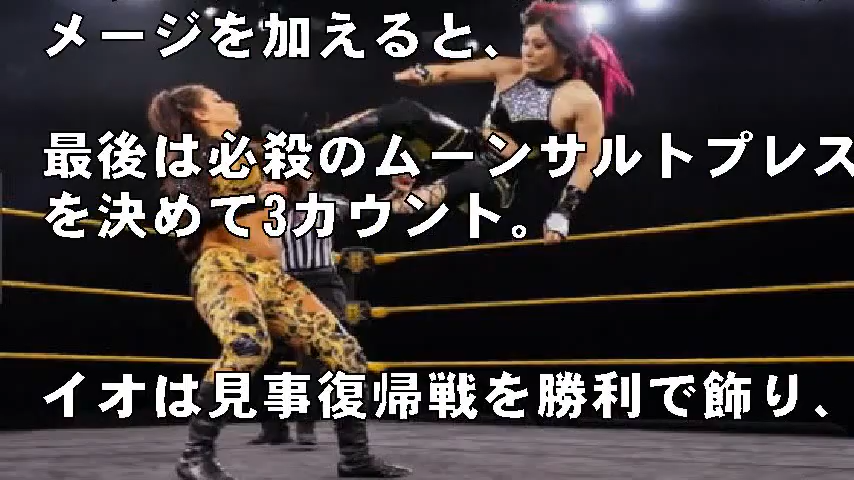 メージを加えると、
最後は必殺のムーンサルトプレス
を決めて3カウント。
イオは見事復帰戦を勝利で飾り、